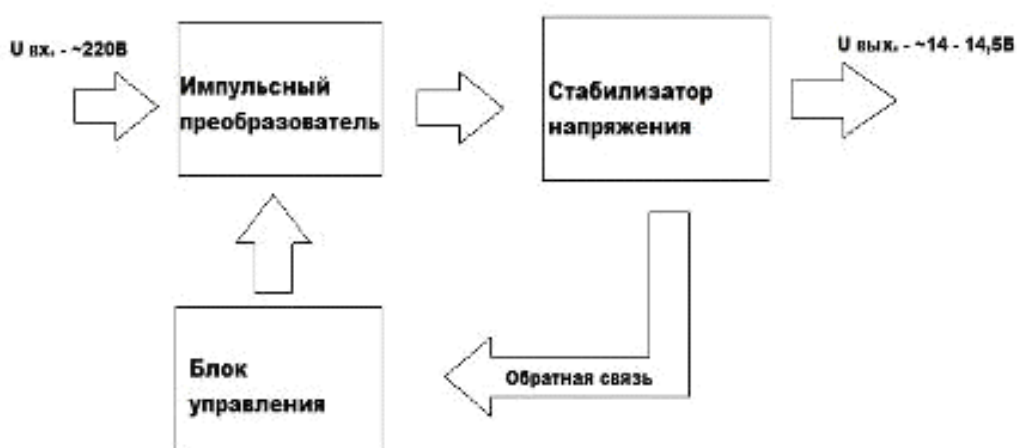 U вх. - ~220В
U вых. - ~14 - 14,5В
Импульсный
преобразователь
Стабилизатор
напряжения
Блок
управления
Обратная связь